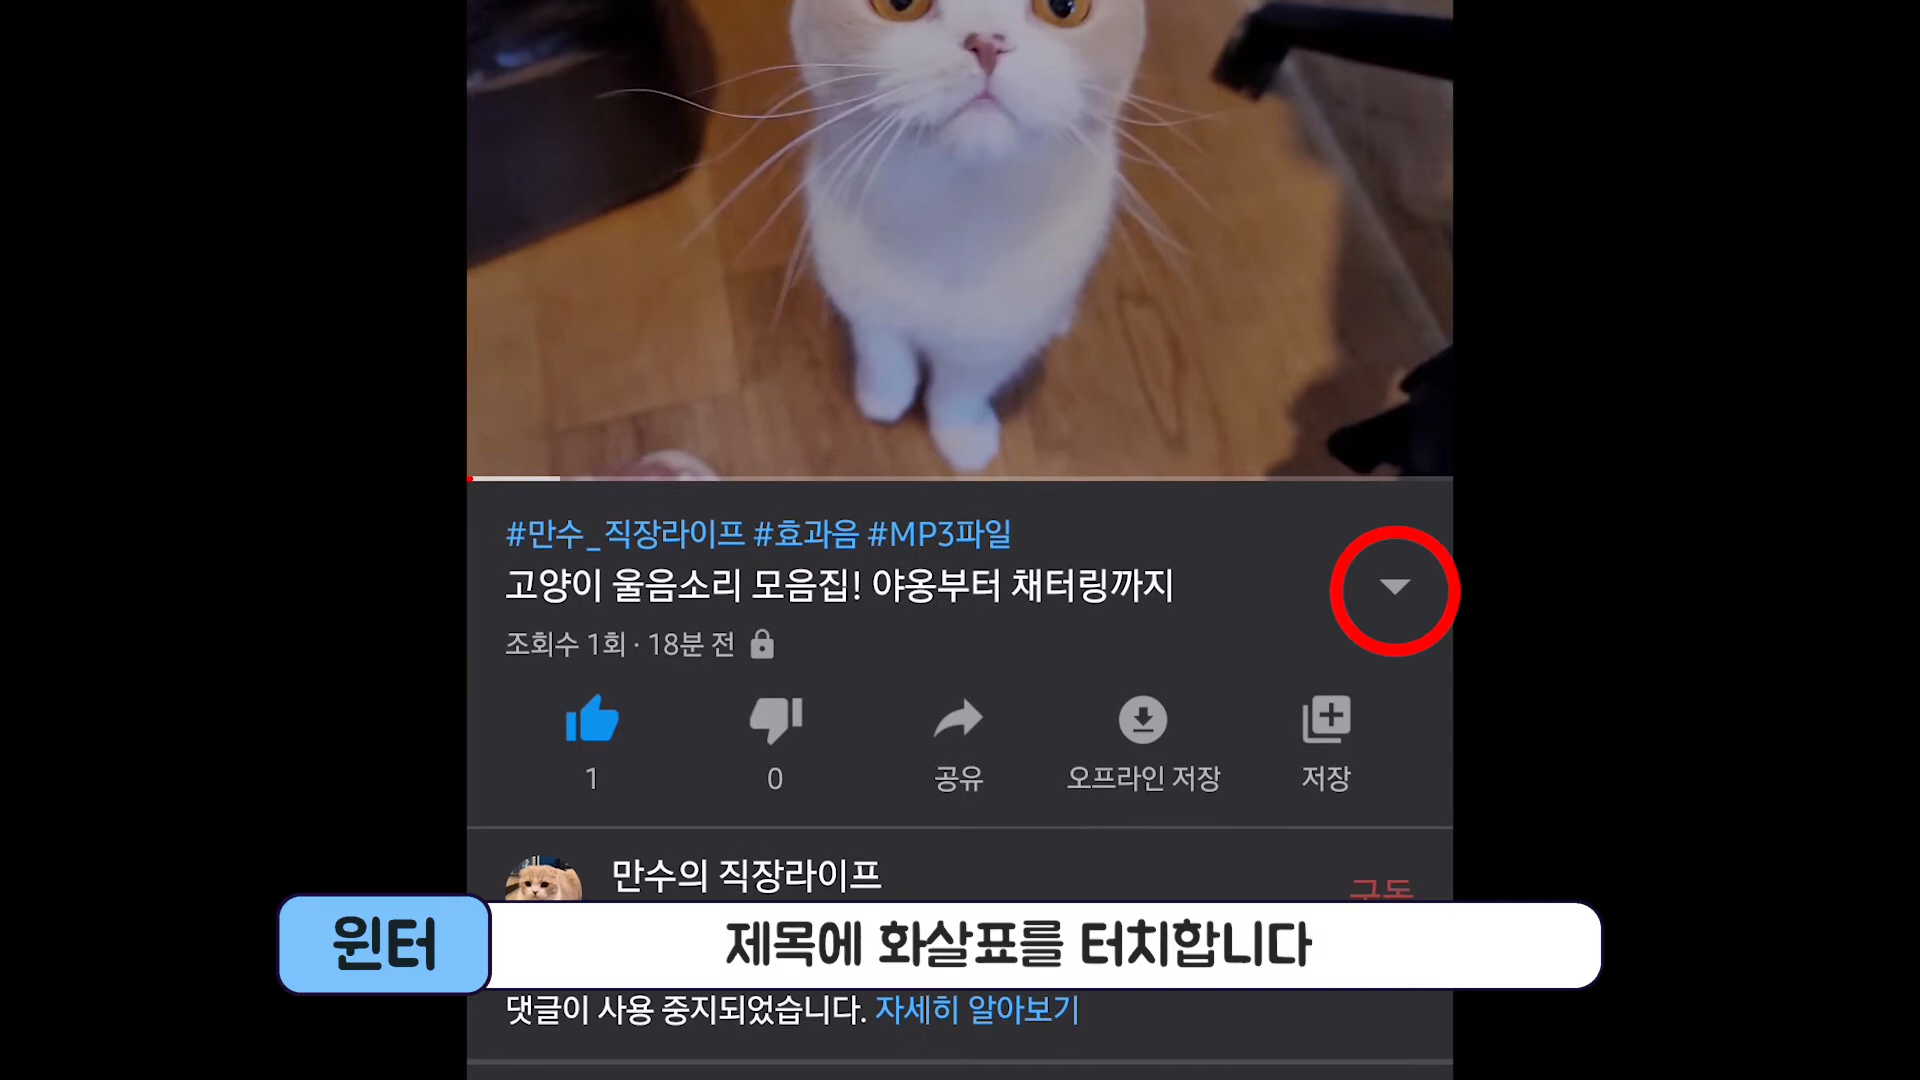 #만수_직장라이프 #효과음 #MP3파일
고양이 울음소리 모음집! 야옹부터 채터링까지
조회수 1회 · 18분 전
1
0
공유
오프라인 저장
저장
만수의 직장라이프
구독
윈터
제목에 화살표를 터치합니다
댓글이 사용 중지되었습니다. 자세히 알아보기